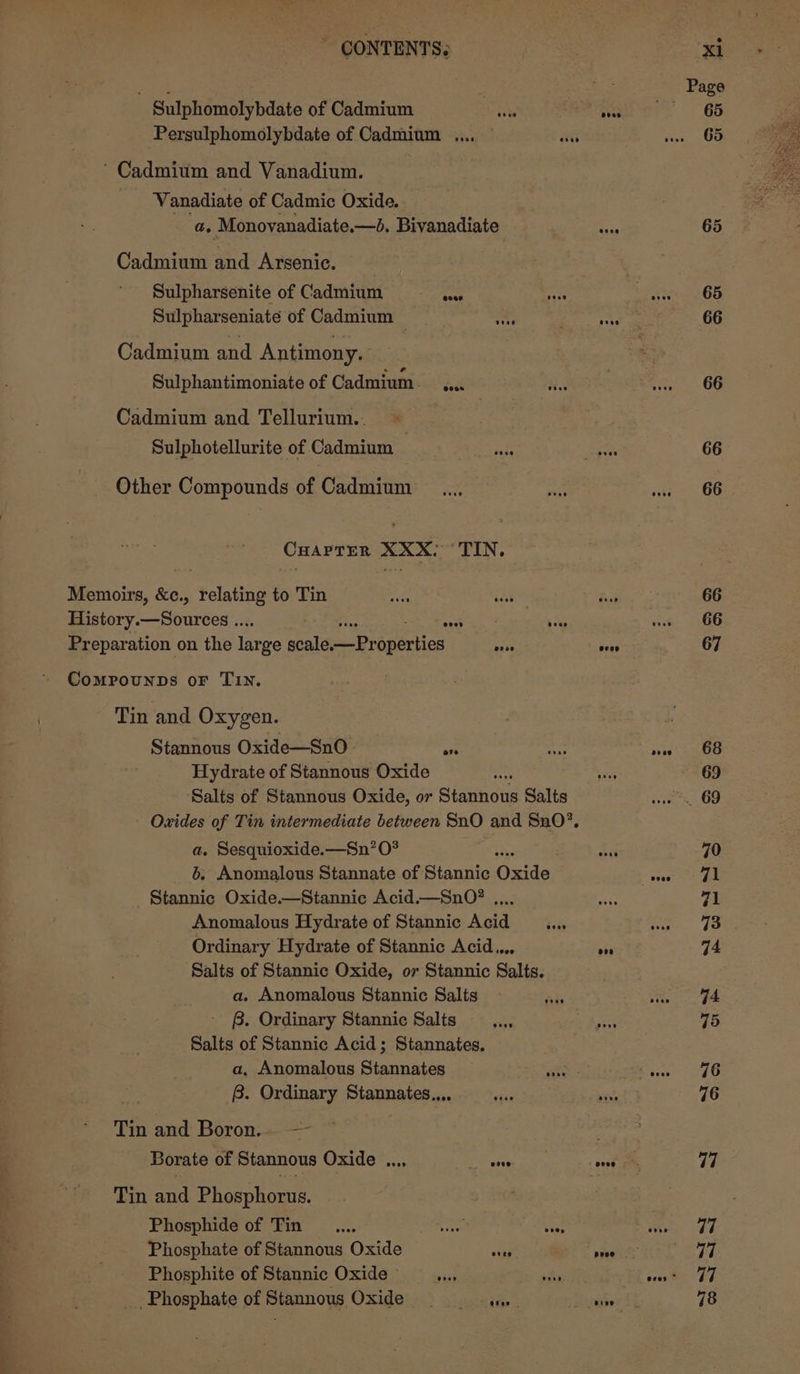 CONTENTS. xi
Page
Sulphomolybdate of Cadmium .... .... 65
Persulphomolybdate of Cadmium .... .... .... 65
Cadmium and Vanadium.
Vanadiate of Cadmic Oxide.
a. Monovanadiate.—b. Bivanadiate .... 65
Cadmium and Arsenic.
Sulpharsenite of Cadmium .... .... .... 65
Sulpharseniate of Cadmium .... .... 66
Cadmium and Antimony.
Sulphantimoniate of Cadmium .... .... .... 66
Cadmium and Tellurium.
Sulphotellurite of Cadmium .... .... 66
Other Compounds of Cadmium .... .... .... 66
CHAPTER XXX. TIN.
Memoirs, &c., relating to Tin .... .... .... 66
History.—Sources .... .... .... .... .... 66
Preparation on the large scale.—Properties .... .... 67
COMPOUNDS OF TIN.
Tin and Oxygen.
Stannous Oxide—SnO .... .... .... 68
Hydrate of Stannous Oxide .... .... 69
Salts of Stannous Oxide, or Stannous Salts .... 69
Oxides of Tin intermediate between SnO and SnO².
a. Sesquioxide.—Sn²O³ .... .... 70
b. Anomalous Stannate of Stannic Oxide .... 71
Stannic Oxide.—Stannic Acid.—SnO² .... .... 71
Anomalous Hydrate of Stannic Acid .... .... 73
Ordinary Hydrate of Stannic Acid.... .... 74
Salts of Stannic Oxide, or Stannic Salts.
α. Anomalous Stannic Salts .... .... 74
β. Ordinary Stannic Salts .... .... 75
Salts of Stannic Acid; Stannates.
α. Anomalous Stannates .... .... 76
β. Ordinary Stannates.... .... .... 76
Tin and Boron.
Borate of Stannous Oxide .... .... .... 77
Tin and Phosphorus.
Phosphide of Tin .... .... .... .... 77
Phosphate of Stannous Oxide .... .... 77
Phosphite of Stannic Oxide .... .... .... 77
Phosphate of Stannous Oxide .... .... 78